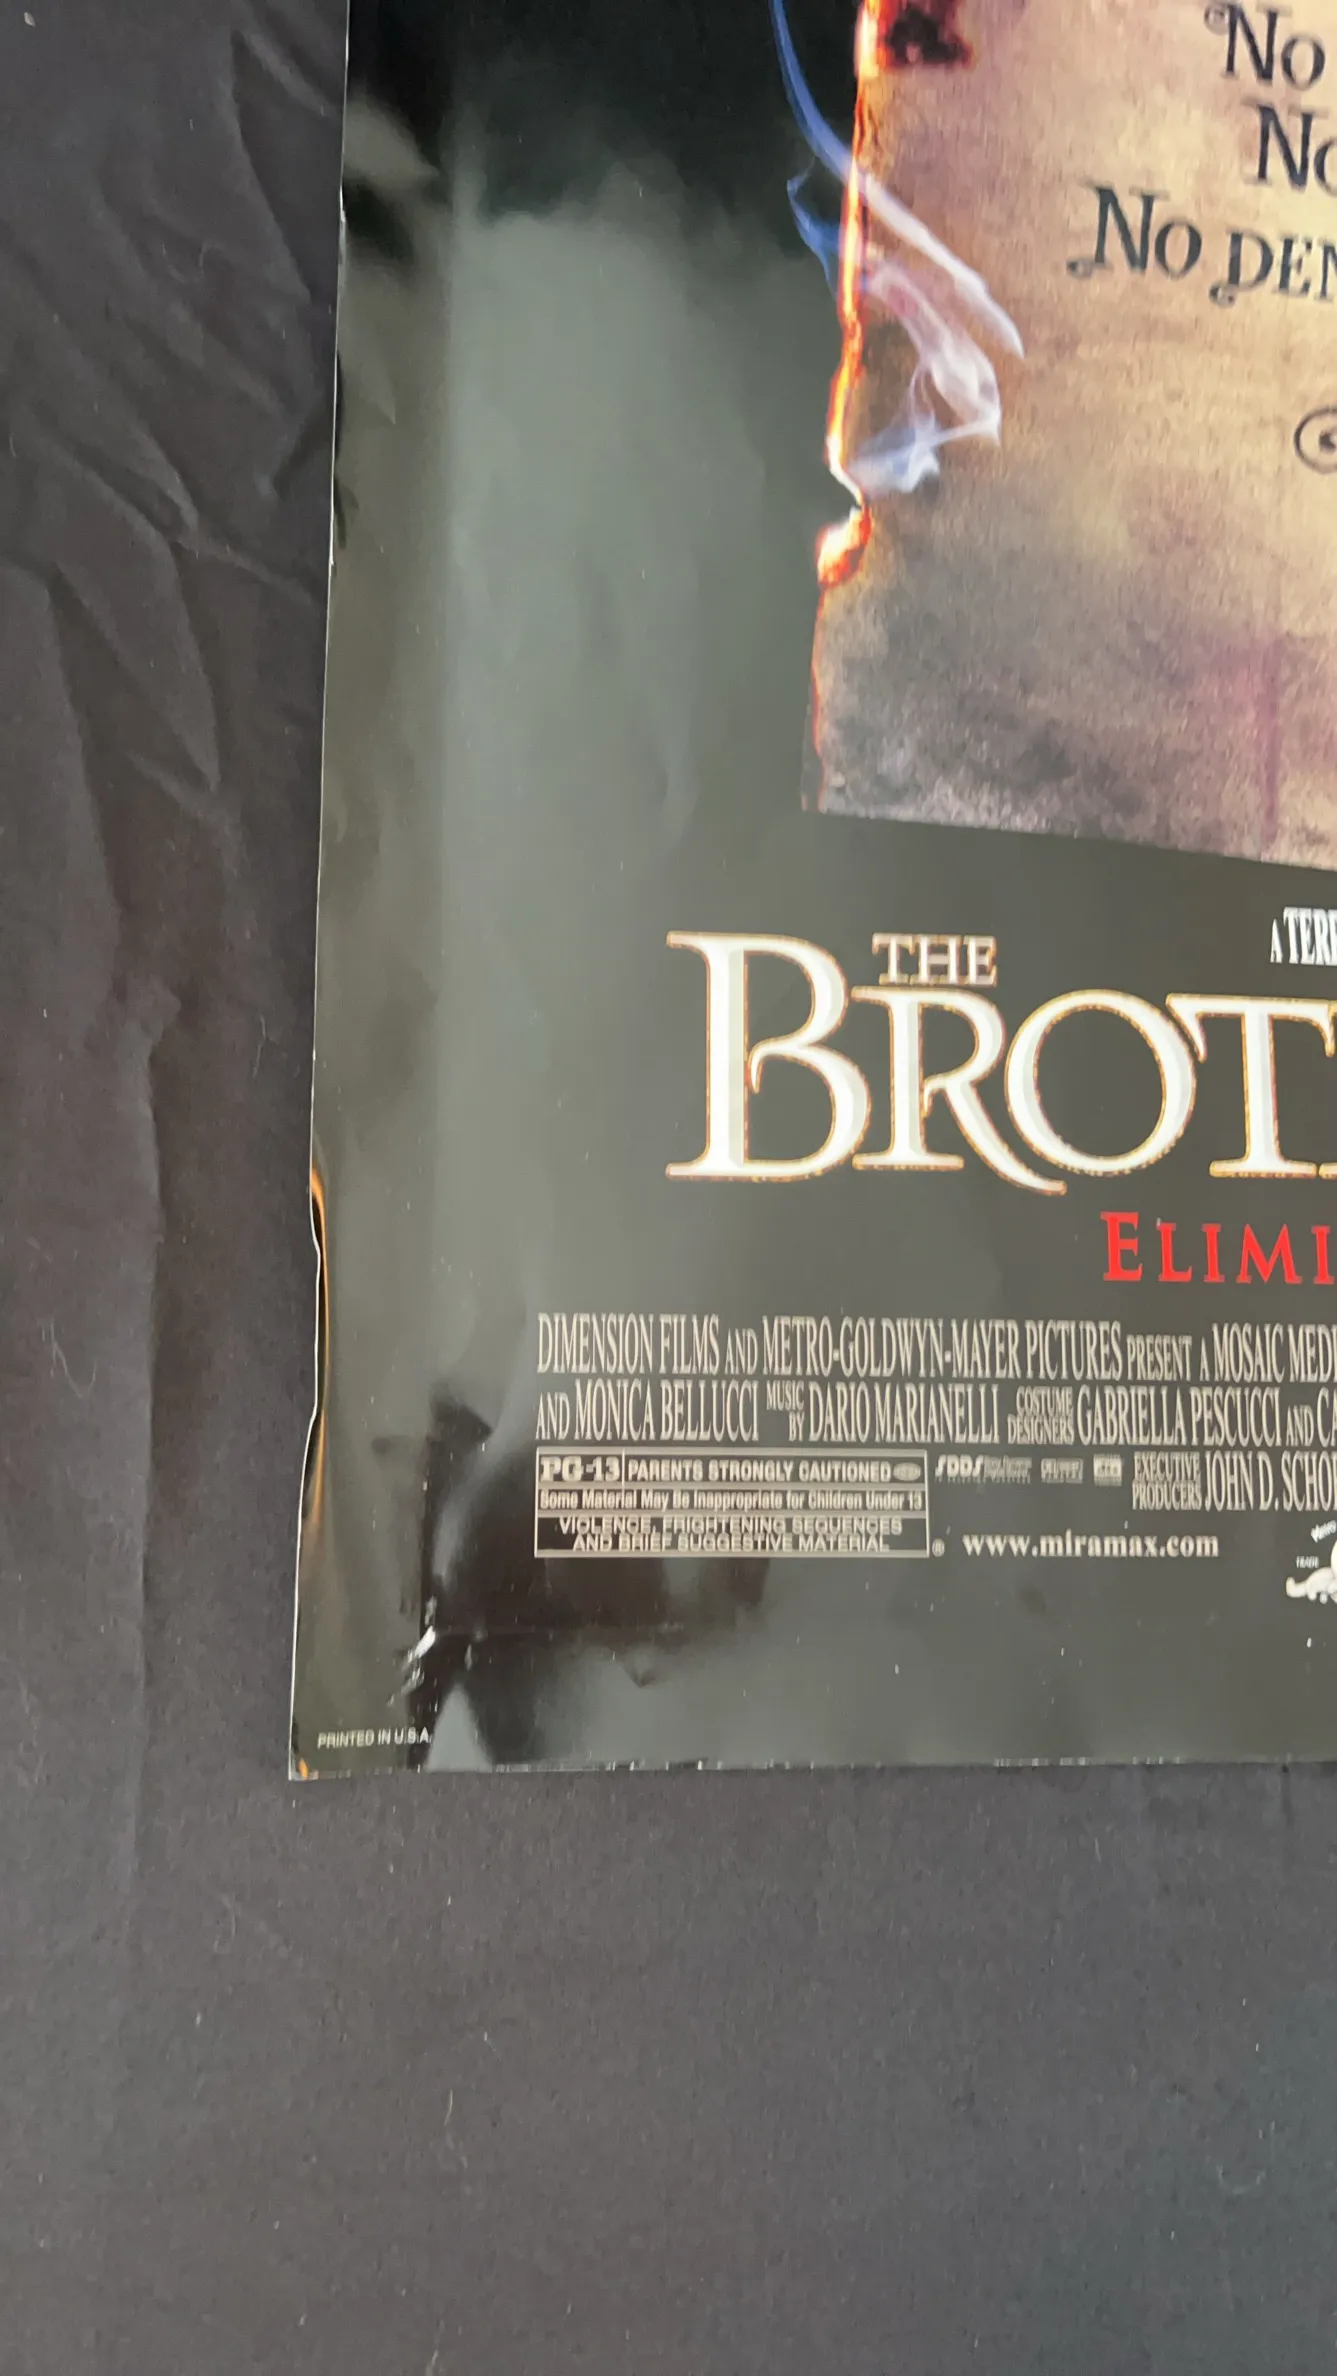 No
No
No den
A TERR
THE
BROT
ELIMI
DIMENSION FILMS AND METRO-GOLDWYN-MAYER PICTURES PRESENT A MOSAIC MEDI
AND MONICA BELLUCCI MUSIC BY DARIO MARIANELLI COSTUME DESIGNERS GABRIELLA PESCUCCI AND CA
PG-13 PARENTS STRONGLY CAUTIONED SDDS EXECUTIVE PRODUCERS JOHN D. SCHO
Some Material May Be Inappropriate for Children Under 13
VIOLENCE, FRIGHTENING SEQUENCES
AND BRIEF SUGGESTIVE MATERIAL ® www.miramax.com
PRINTED IN U.S.A.